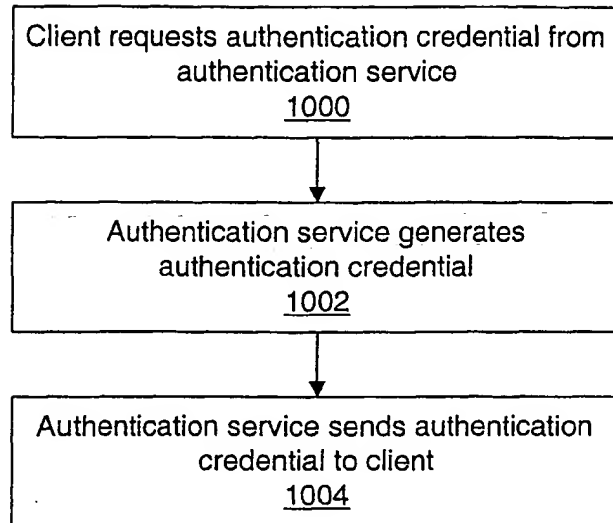 Client requests authentication credential from
authentication service
1000
Authentication service generates
authentication credential
1002
Authentication service sends authentication
credential to client
1004